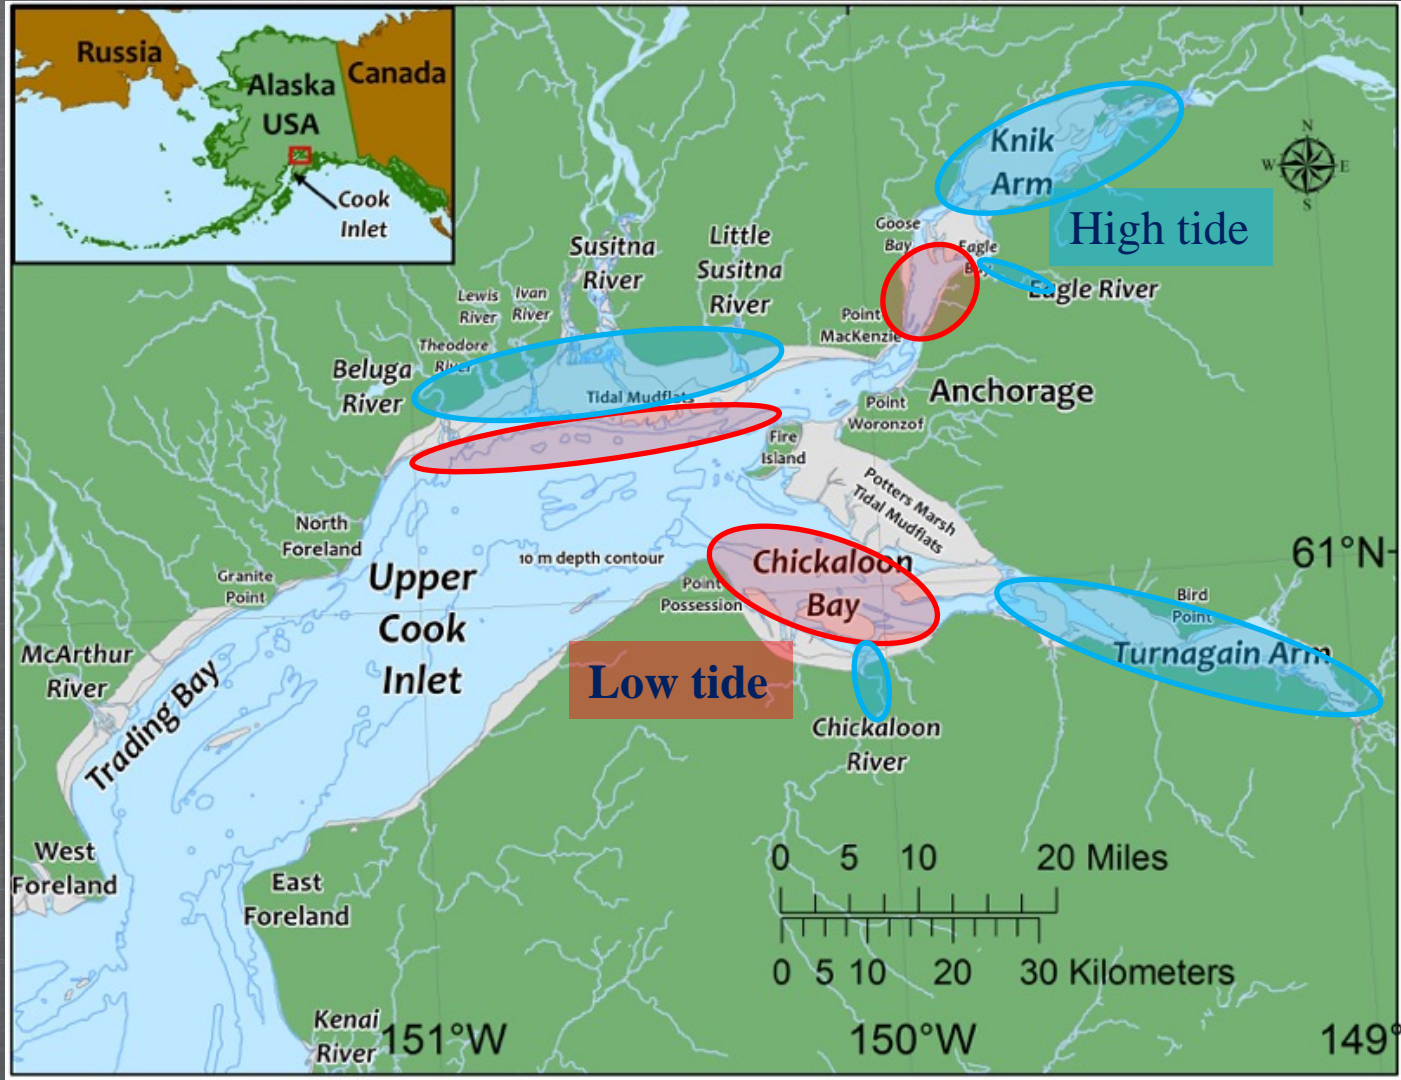 Russia
Alaska
USA
Canada
Cook
Inlet
Knik
Arm
N
W
E
S
High tide
Goose
Bay
Eagle
Bay
Eagle River
Susitna
River
Little
Susitna
River
Lewis
River
Ivan
River
Theodore
River
Beluga
River
Point
MacKenzie
Tidal Mudflats
Anchorage
Point
Woronzof
Fire
Island
Potters Marsh
Tidal Mudflats
North
Foreland
10 m depth contour
Chickaloon
Bay
61°N
Granite
Point
Upper
Cook
Inlet
Point
Possession
Bird
Point
Turnagain Arm
McArthur
River
Trading Bay
Low tide
Chickaloon
River
West
Foreland
East
Foreland
0 5 10 20 Miles
0 5 10 20 30 Kilometers
Kenai
River
151°W
150°W
149°